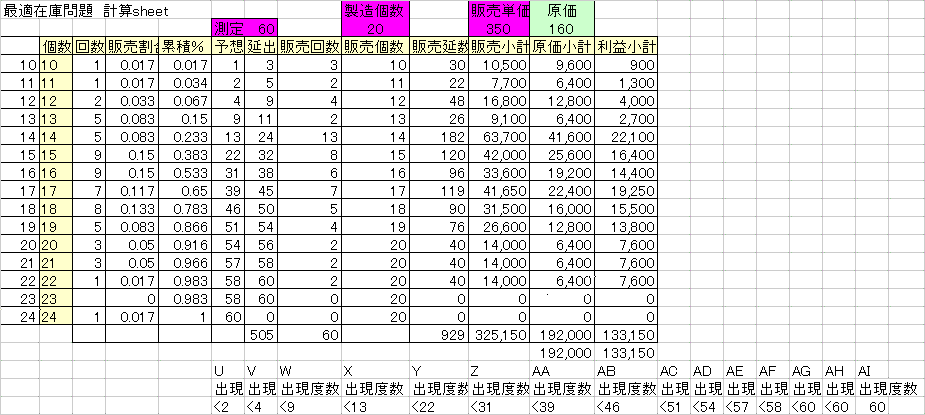 最適在庫問題 計算sheet 製造個数 販売単価 原価
測定 60 20 350 160
個数 回数 販売割合 累積% 予想 延出 販売回数 販売個数 販売延数 販売小計 原価小計 利益小計
10 10 1 0.017 0.017 1 3 3 10 30 10,500 9,600 900
11 11 1 0.017 0.034 2 5 2 11 22 7,700 6,400 1,300
12 12 2 0.033 0.067 4 9 4 12 48 16,800 12,800 4,000
13 13 5 0.083 0.15 9 11 2 13 26 9,100 6,400 2,700
14 14 5 0.083 0.233 13 24 13 14 182 63,700 41,600 22,100
15 15 9 0.15 0.383 22 32 8 15 120 42,000 25,600 16,400
16 16 9 0.15 0.533 31 38 6 16 96 33,600 19,200 14,400
17 17 7 0.117 0.65 39 45 7 17 119 41,650 22,400 19,250
18 18 8 0.133 0.783 46 50 5 18 90 31,500 16,000 15,500
19 19 5 0.083 0.866 51 54 4 19 76 26,600 12,800 13,800
20 20 3 0.05 0.916 54 56 2 20 40 14,000 6,400 7,600
21 21 3 0.05 0.966 57 58 2 20 40 14,000 6,400 7,600
22 22 1 0.017 0.983 58 60 2 20 40 14,000 6,400 7,600
23 23 0 0.983 58 60 0 20 0 0 0 0
24 24 1 0.017 1 60 0 0 20 0 0 0 0
505 60 929 325,150 192,000 133,150
192,000 133,150
U V W X Y Z AA AB AC AD AE AF AG AH AI
出現 出現 出現度数 出現度数 出現度数 出現度数 出現度数 出現度数 出現 出現 出現 出現 出現 出現 出現度数
<2 <4 <9 <13 <22 <31 <39 <46 <51 <54 <57 <58 <60 <60 60